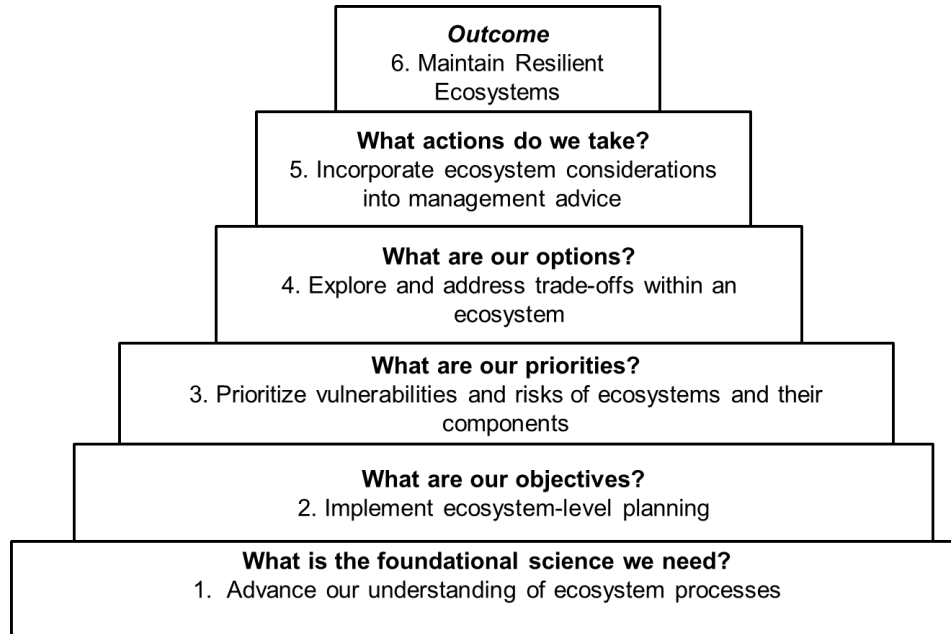 Outcome
6. Maintain Resilient
Ecosystems
What actions do we take?
5. Incorporate ecosystem considerations
into management advice
What are our options?
4. Explore and address trade-offs within an
ecosystem
What are our priorities?
3. Prioritize vulnerabilities and risks of ecosystems and their
components
What are our objectives?
2. Implement ecosystem-level planning
What is the foundational science we need?
1. Advance our understanding of ecosystem processes